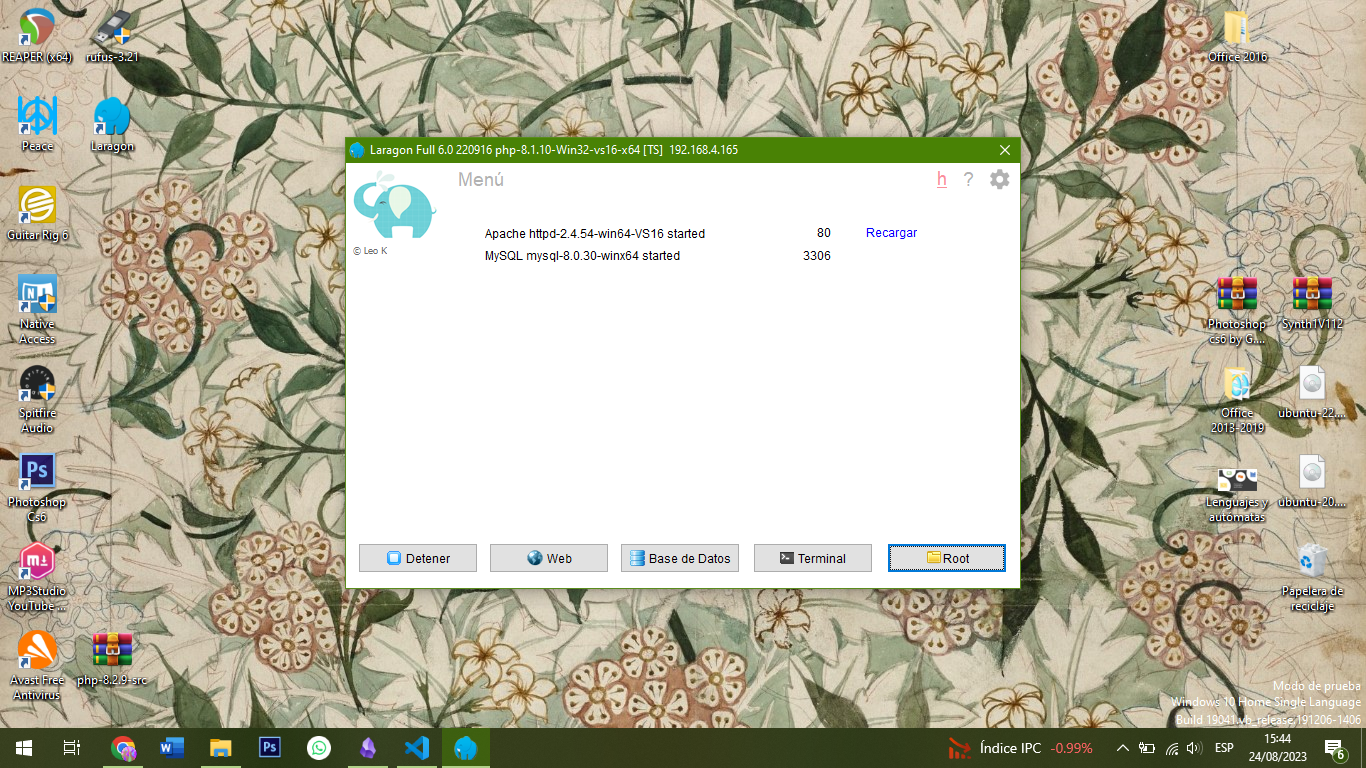 REAPER (x64)
rufus-3.21
Office 2016
Peace
Laragon
Laragon Full 6.0 220916 php-8.1.10-Win32-vs16-x64 [TS] 192.168.4.165
Menú
h
?
© Leo K
Apache httpd-2.4.54-win64-VS16 started
80
Recargar
MySQL mysql-8.0.30-winx64 started
3306
Guitar Rig 6
Native
Access
Photoshop
cs6 by G....
Synth1V112
Spitfire
Audio
Office
2013-2019
ubuntu-22....
Photoshop
Cs6
Ps
Lenguajes y
automatas
ubuntu-20....
Detener
Web
Base de Datos
Terminal
Root
MP3Studio
YouTube ...
Papelera de
reciclaje
Avast Free
Antivirus
php-8.2.9-src
Modo de prueba
Windows 10 Home Single Language
Build 19041.vb_release.191206-1406
Ps
Índice IPC -0.99%
ESP
15:44
24/08/2023
6